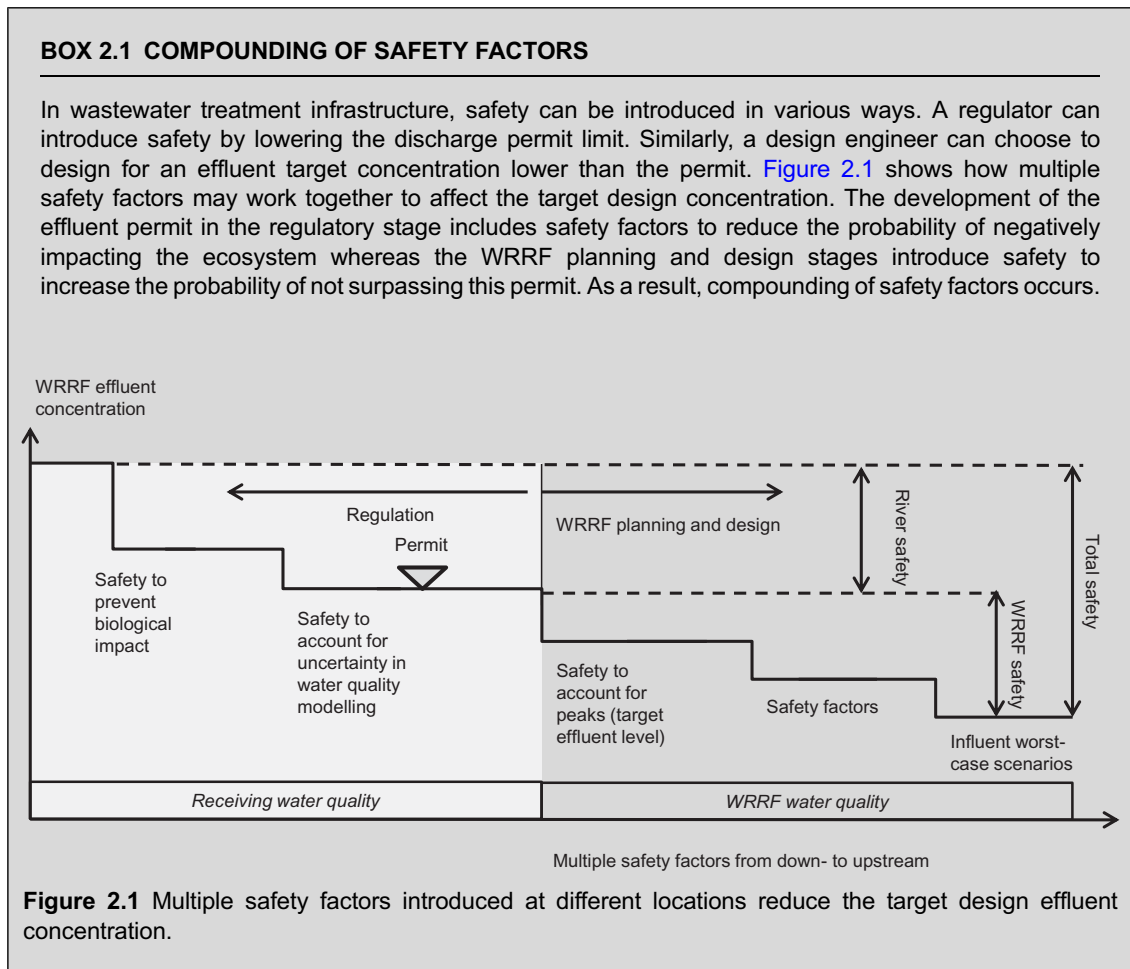 BOX 2.1 COMPOUNDING OF SAFETY FACTORS
In wastewater treatment infrastructure, safety can be introduced in various ways. A regulator can
introduce safety by lowering the discharge permit limit. Similarly, a design engineer can choose to
design for an effluent target concentration lower than the permit. Figure 2.1 shows how multiple
safety factors may work together to affect the target design concentration. The development of the
effluent permit in the regulatory stage includes safety factors to reduce the probability of negatively
impacting the ecosystem whereas the WRRF planning and design stages introduce safety to
increase the probability of not surpassing this permit. As a result, compounding of safety factors occurs.
WRRF effluent
concentration
Regulation
Permit
WRRF planning and design
River safety
Total safety
WRRF safety
Safety to
prevent
biological
impact
Safety to
account for
uncertainty in
water quality
modelling
Safety to
account for
peaks (target
effluent level)
Safety factors
Influent worst-
case scenarios
Receiving water quality
WRRF water quality
Multiple safety factors from down- to upstream
Figure 2.1 Multiple safety factors introduced at different locations reduce the target design effluent
concentration.